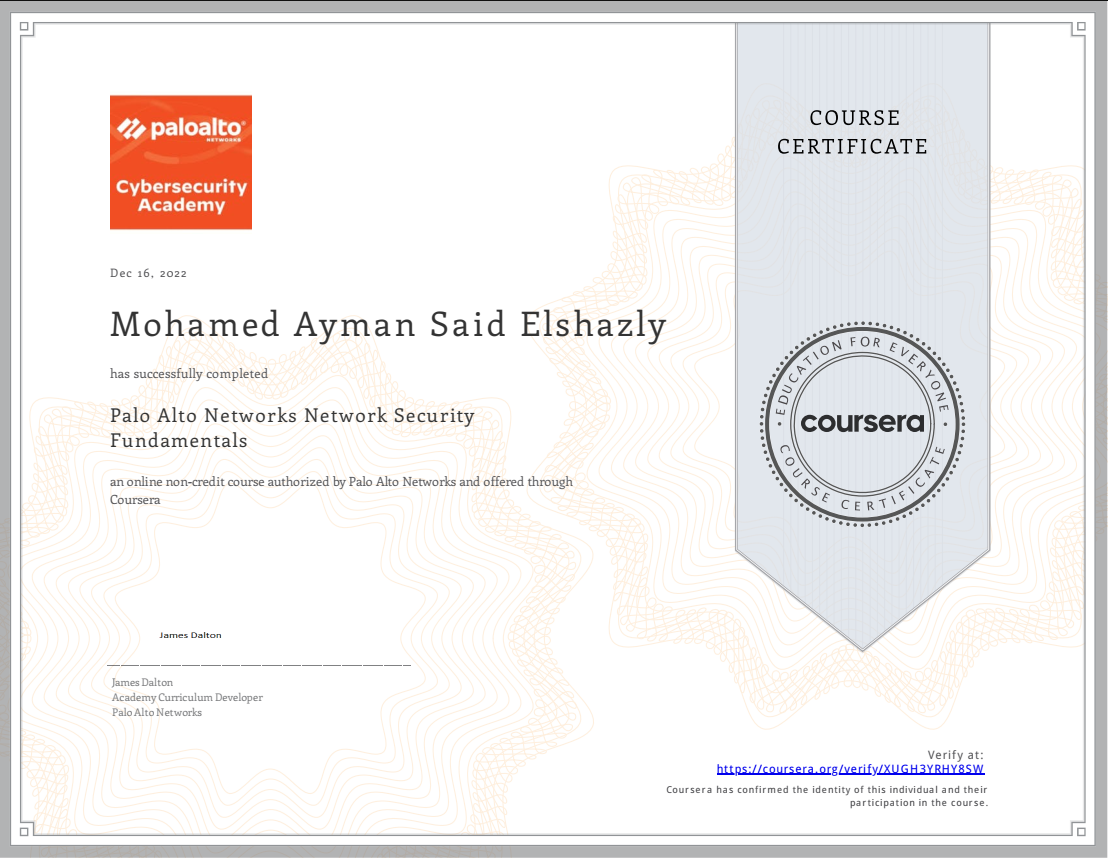 paloalto
NETWORKS
Cybersecurity
Academy
COURSE
CERTIFICATE
Dec 16, 2022
Mohamed Ayman Said Elshazly
has successfully completed
Palo Alto Networks Network Security
Fundamentals
an online non-credit course authorized by Palo Alto Networks and offered through
Coursera
EDUCATION FOR EVERYONE
coursera
COURSE CERTIFICATE
James Dalton
James Dalton
Academy Curriculum Developer
Palo Alto Networks
Verify at:
https://coursera.org/verify/XUGH3YRHY8SW
Coursera has confirmed the identity of this individual and their
participation in the course.